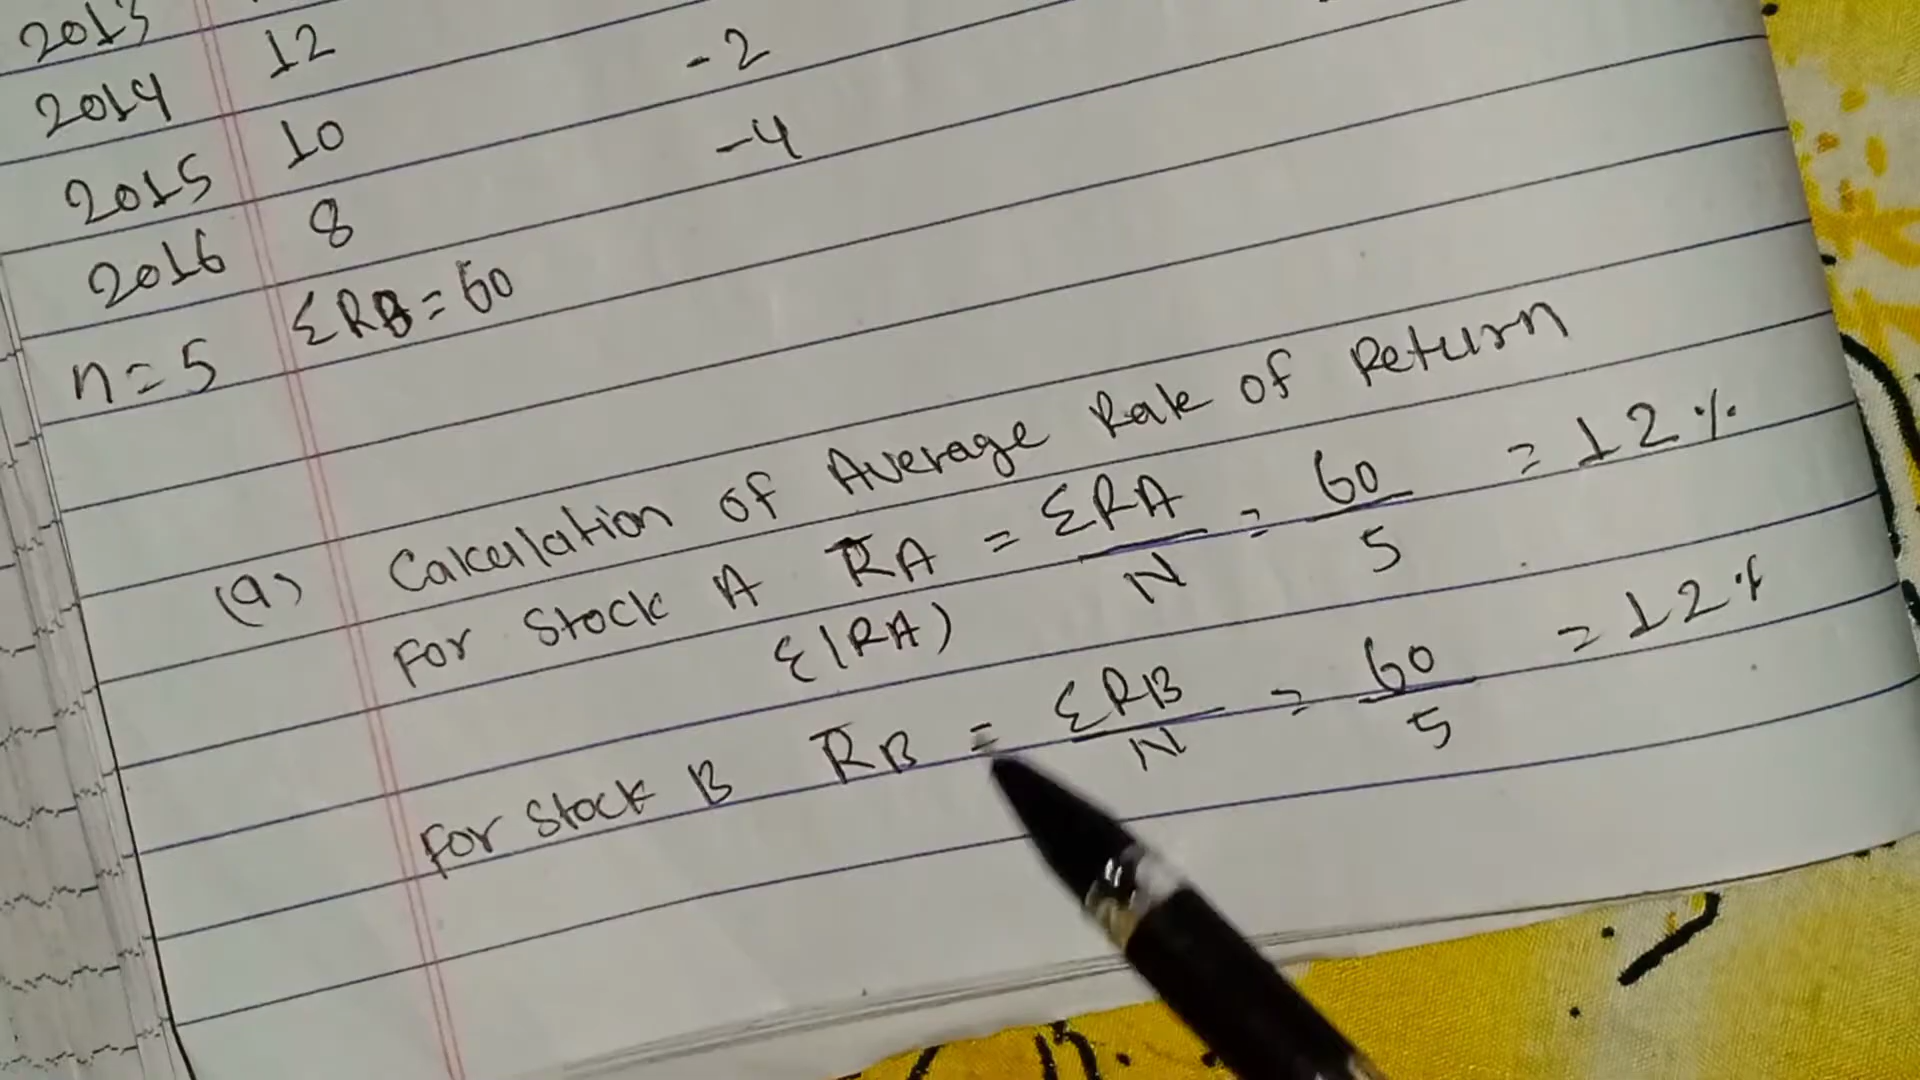 2013
2014 12
2015 10 -2
2016 8 -4
n=5 ΣRB=60
(a) Calculation of Average Rate of Return
For Stock A R̅A = ΣRA/N = 60/5 = 12%
Σ(RA)
For Stock B R̅B = ΣRB/N = 60/5 = 12%